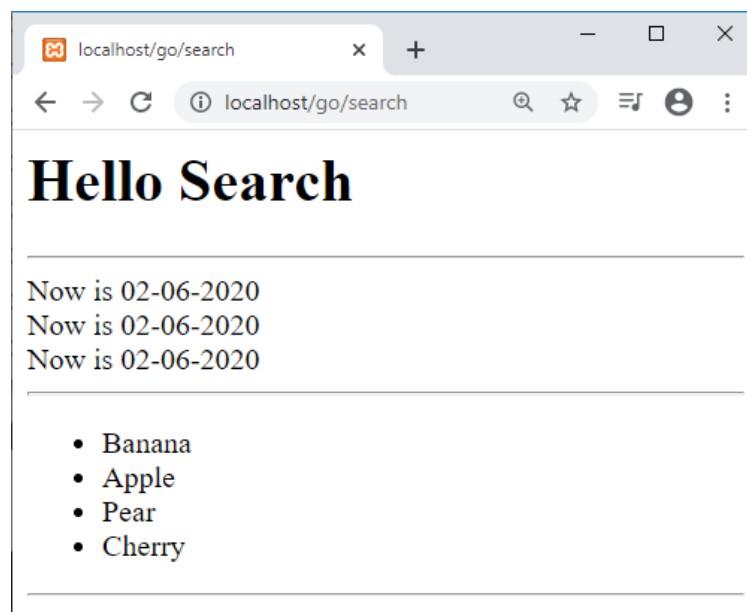 localhost/go/search
localhost/go/search
Hello Search
Now is 02-06-2020
Now is 02-06-2020
Now is 02-06-2020
Banana
Apple
Pear
Cherry